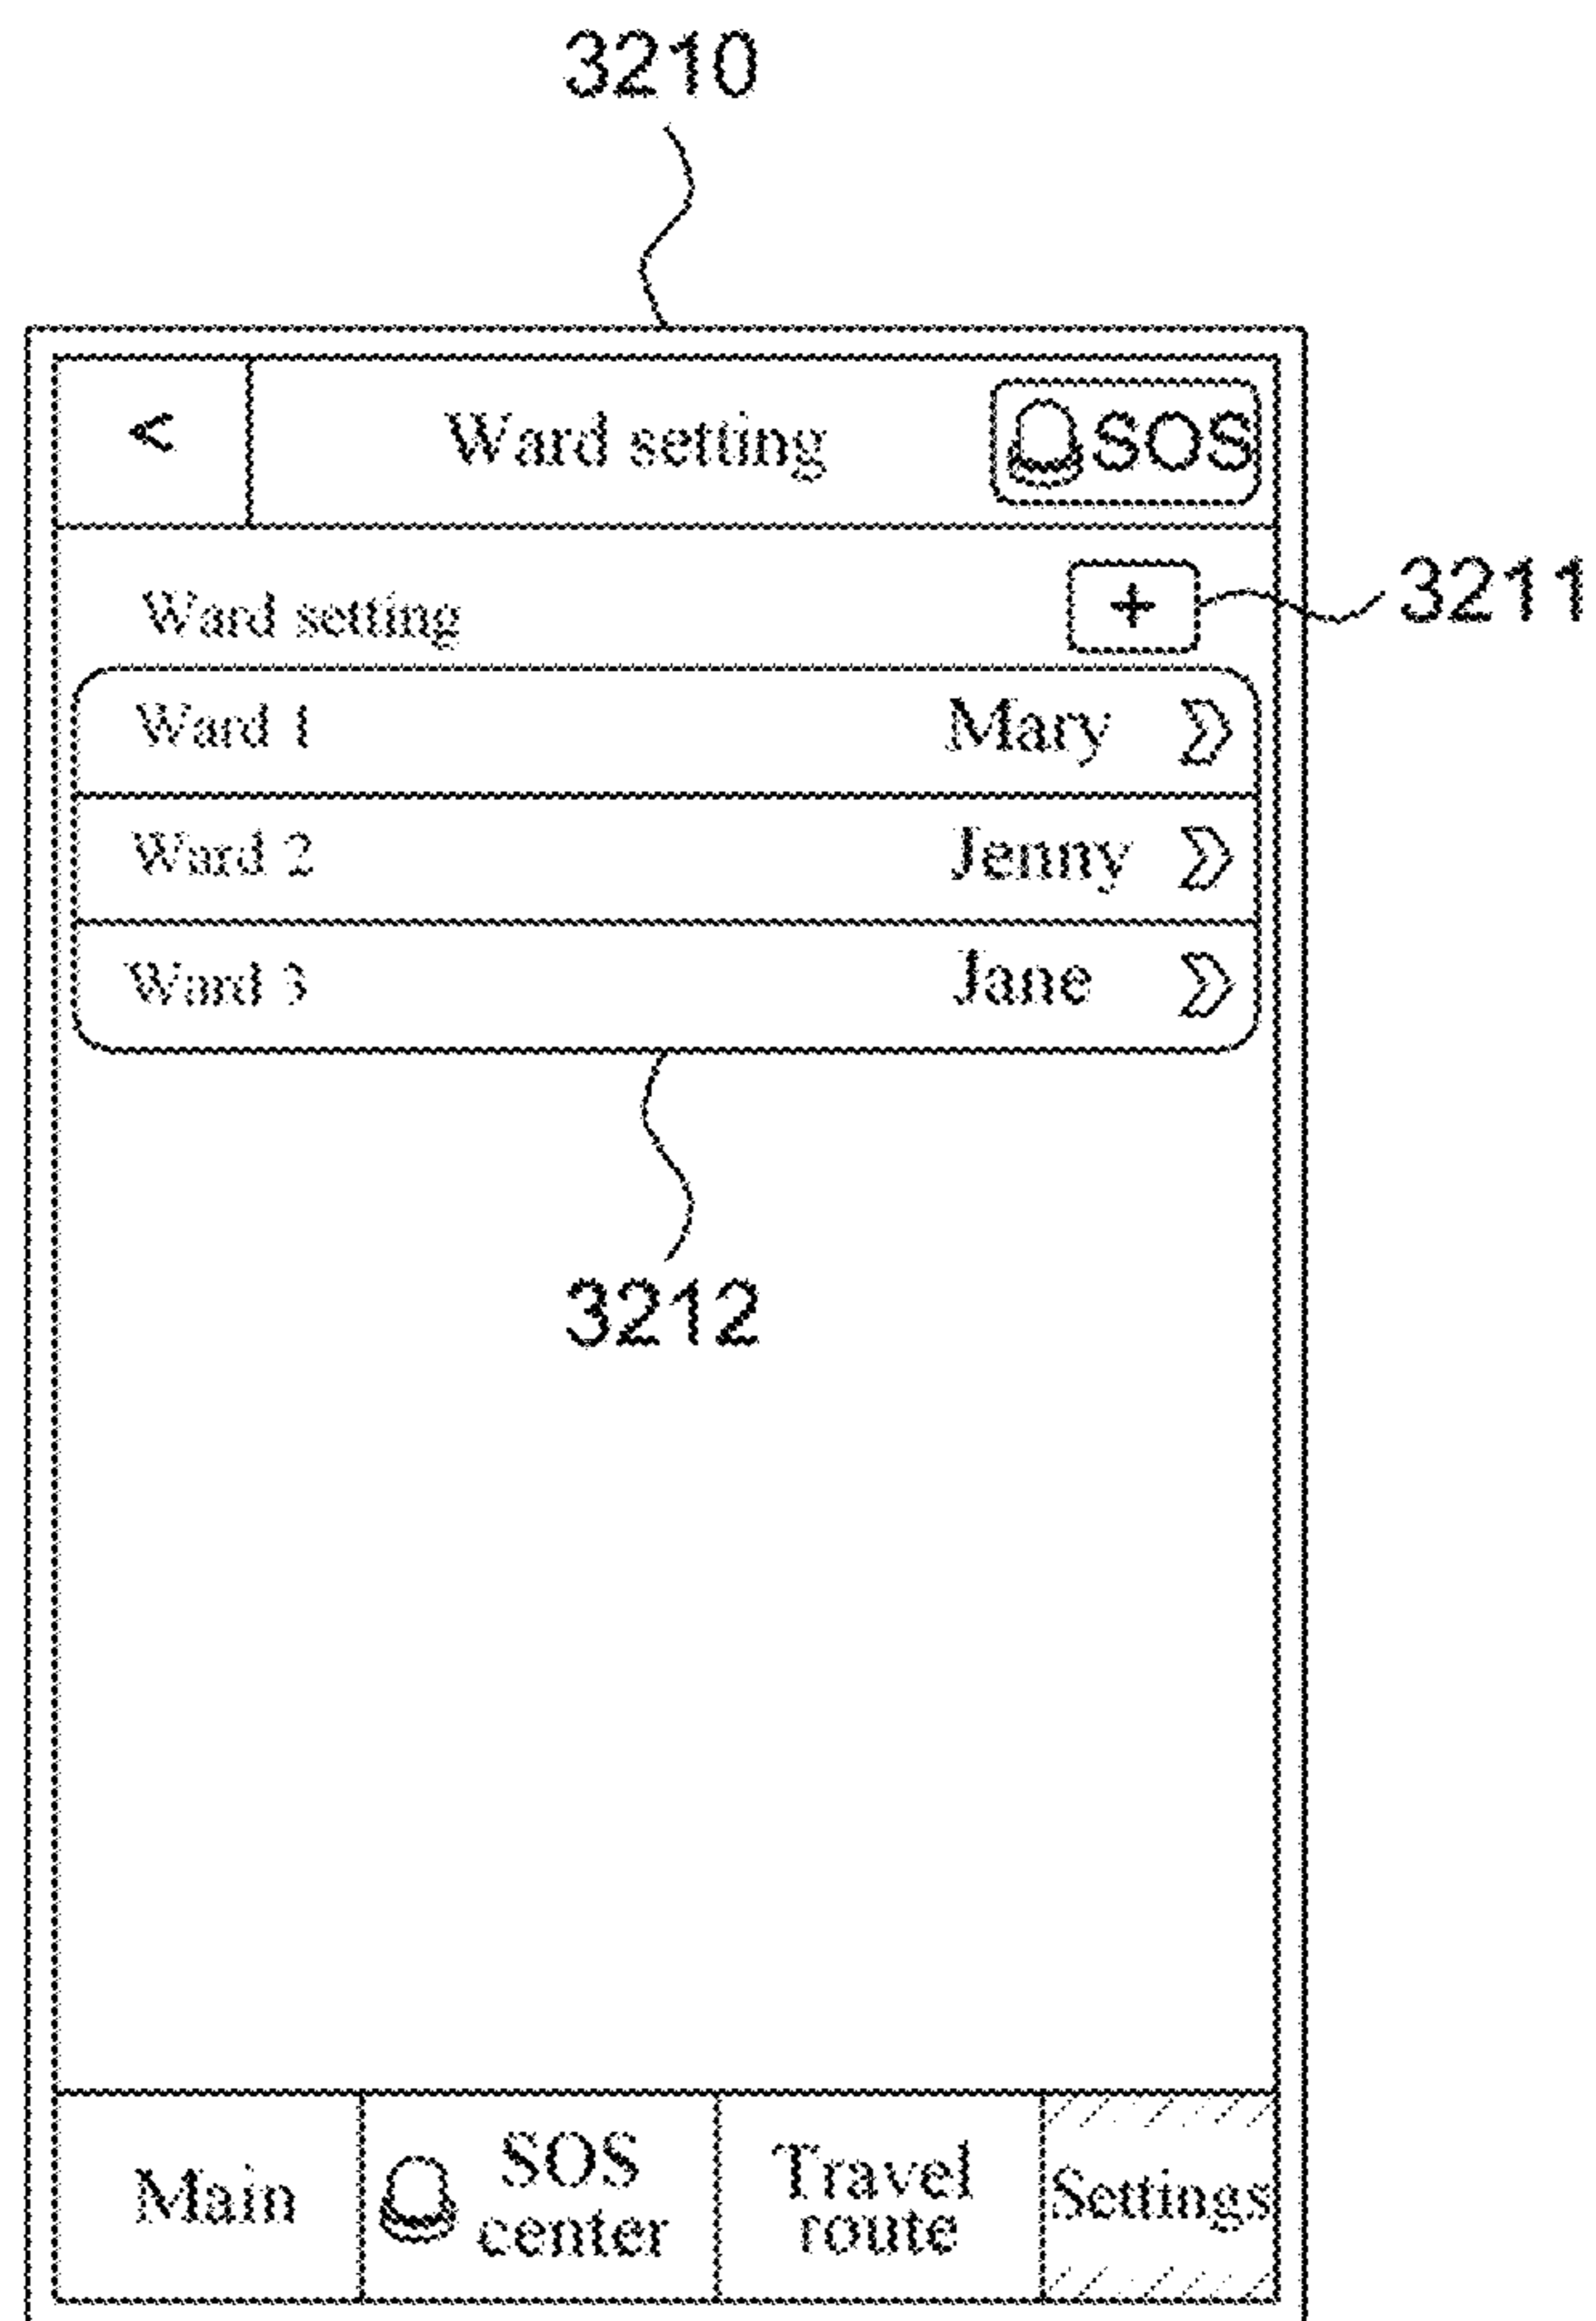 3210
< Ward setting SOS
Ward setting + 3211
Ward 1 Mary
Ward 2 Jenny
Ward 3 Jane
3212
Main
SOS
center
Travel
route
Settings